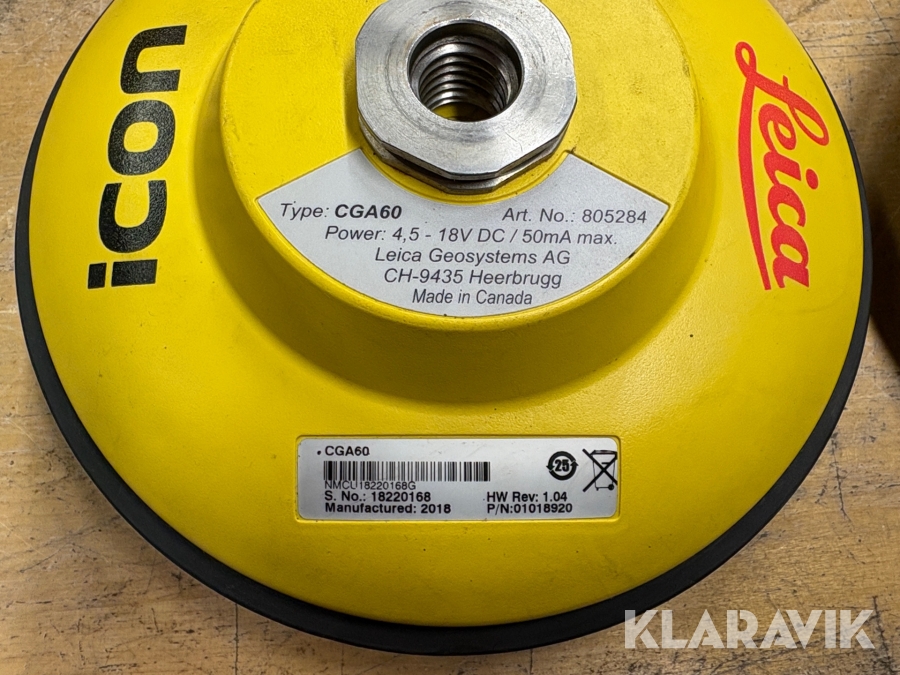 icon
Leica
Type: CGA60 Art. No.: 805284
Power: 4,5 - 18V DC / 50mA max.
Leica Geosystems AG
CH-9435 Heerbrugg
Made in Canada
CGA60
25
NMCU18220168G
S. No.: 18220168 HW Rev: 1.04
Manufactured: 2018 P/N:01018920
KLARAVIK